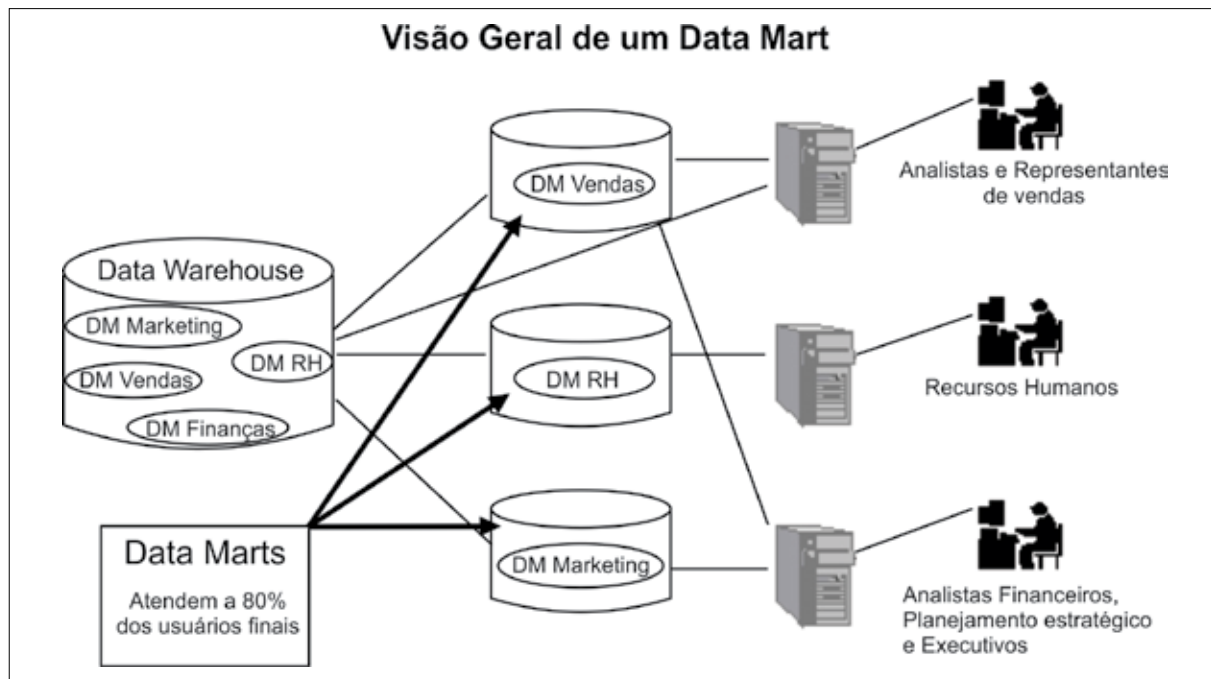 Visão Geral de um Data Mart
DM Vendas
Analistas e Representantes
de vendas
Data Warehouse
DM Marketing
DM RH
DM Vendas
DM Finanças
DM RH
Recursos Humanos
Data Marts
Atendem a 80%
dos usuários finais
DM Marketing
Analistas Financeiros,
Planejamento estratégico
e Executivos